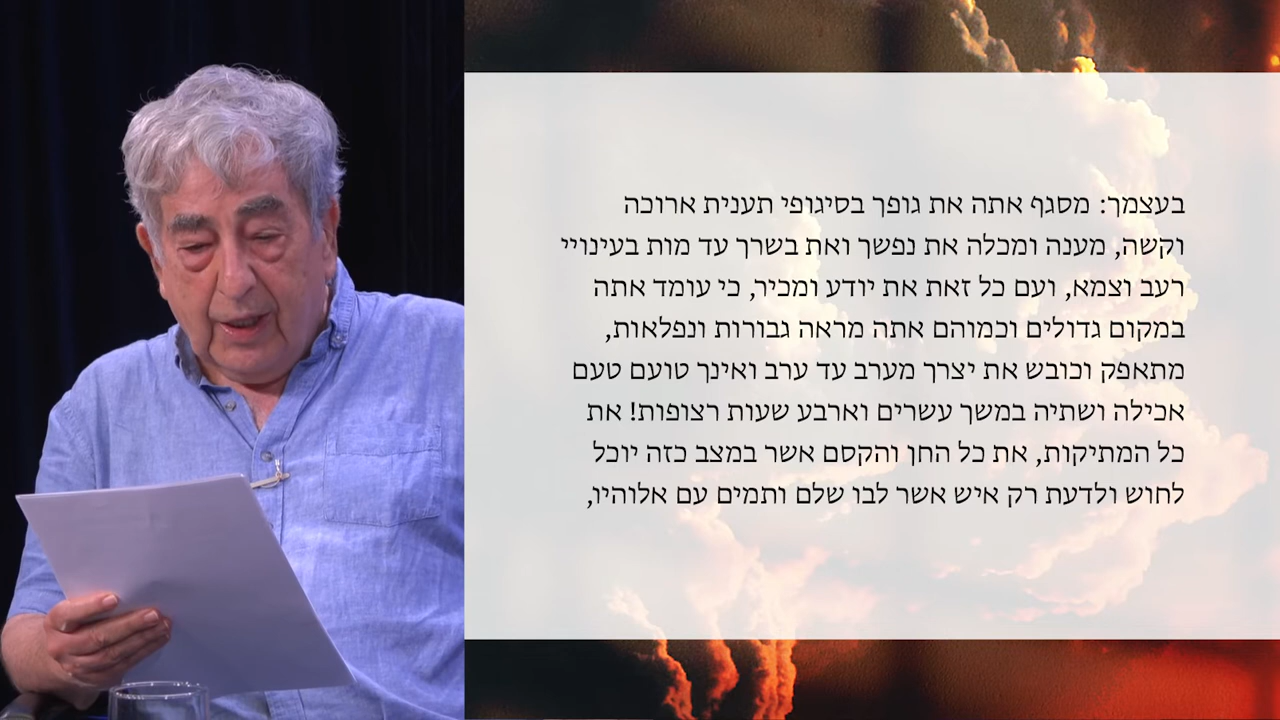 בעצמך: מסגף אתה את גופך בסיגופי תענית ארוכה
וקשה, מענה ומכלה את נפשך ואת בשרך עד מות בעינויי
רעב וצמא, ועם כל זאת את יודע ומכיר, כי עומד אתה
במקום גדולים וכמוהם אתה מראה גבורות ונפלאות,
מתאפק וכובש את יצרך מערב עד ערב ואינך טועם טעם
אכילה ושתיה במשך עשרים וארבע שעות רצופות! את
כל המתיקות, את כל החן והקסם אשר במצב כזה יוכל
לחוש ולדעת רק איש אשר לבו שלם ותמים עם אלוהיו,